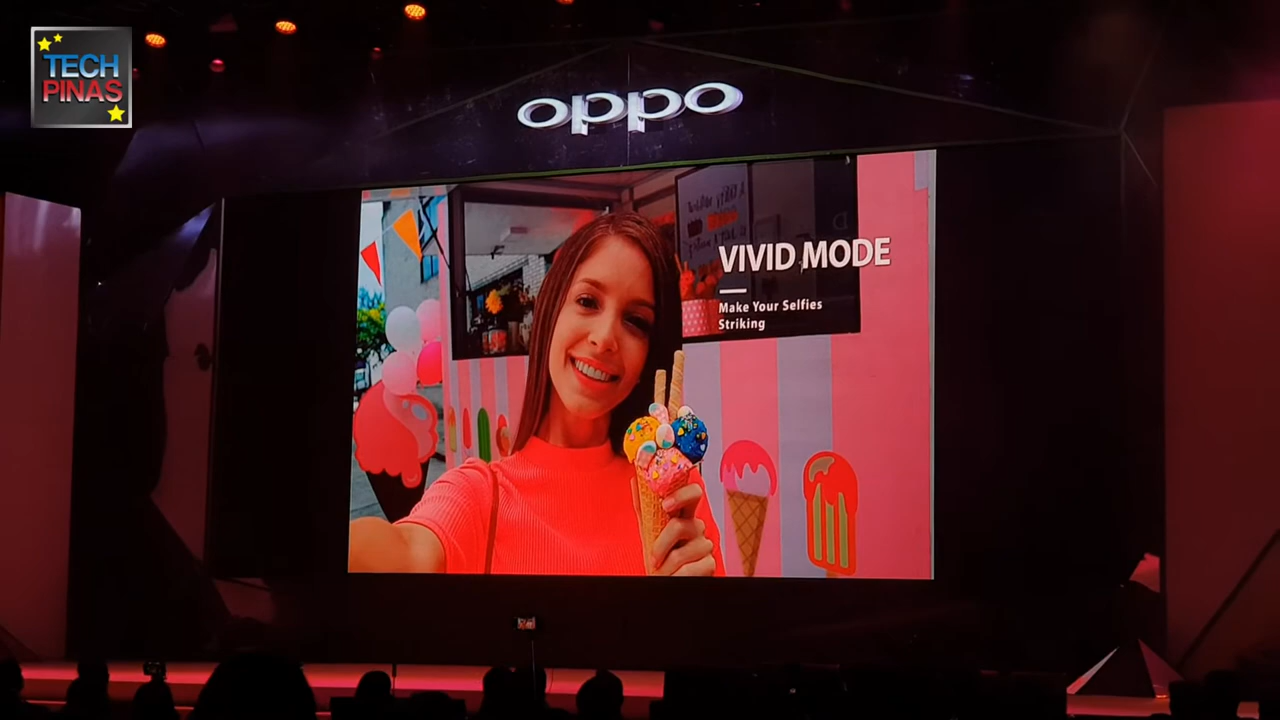 TECH
PINAS
oppo
VIVID MODE
Make Your Selfies
Striking